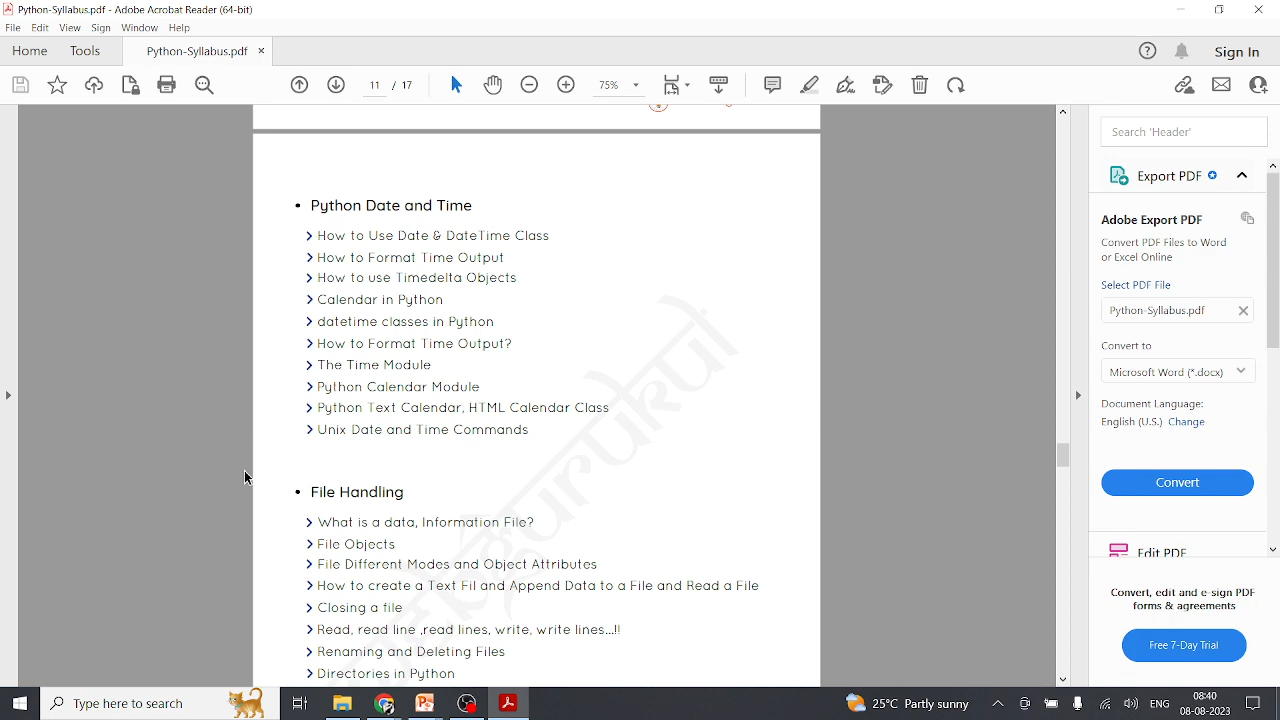 Python-Syllabus.pdf - Adobe Acrobat Reader (64-bit)
File Edit View Sign Window Help
Home Tools Python-Syllabus.pdf × Sign In
11 / 17 75%
Search 'Header'
Export PDF
Adobe Export PDF
Convert PDF Files to Word
or Excel Online
Select PDF File
Python-Syllabus.pdf
Convert to
Microsoft Word (*.docx)
Document Language:
English (U.S.) Change
Convert
Edit PDF
Convert, edit and e-sign PDF
forms & agreements
Free 7-Day Trial
• Python Date and Time
How to Use Date & DateTime Class
How to Format Time Output
How to use Timedelta Objects
Calendar in Python
datetime classes in Python
How to Format Time Output?
The Time Module
Python Calendar Module
Python Text Calendar, HTML Calendar Class
Unix Date and Time Commands
• File Handling
What is a data, Information File?
File Objects
File Different Modes and Object Attributes
How to create a Text Fil and Append Data to a File and Read a File
Closing a file
Read, read line ,read lines, write, write lines...!!
Renaming and Deleting Files
Directories in Python
Type here to search
25°C Partly sunny
ENG
08:40
08-08-2023